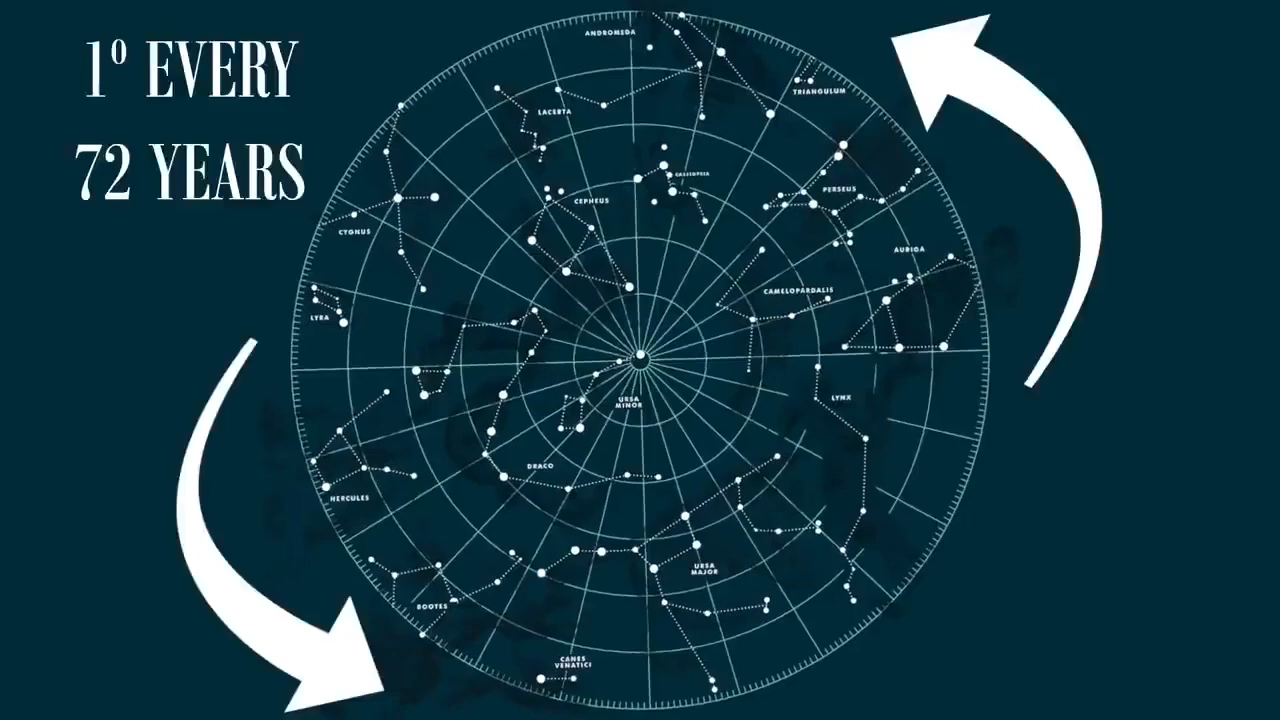 1º EVERY
72 YEARS
ANDROMEDA
TRIANGULUM
LACERTA
CASSIOPEIA
PERSEUS
CEPHEUS
CYGNUS
AURIGA
CAMELOPARDALIS
LYRA
LYNX
URSA
MINOR
DRACO
HERCULES
URSA
MAJOR
BOOTES
CANES
VENATICI